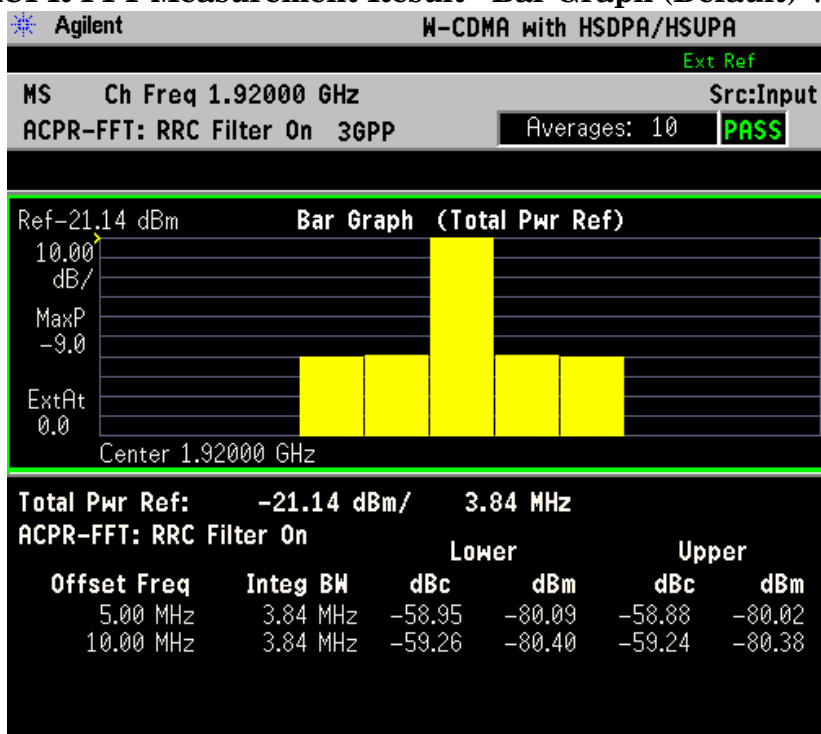 Agilent W-CDMA with HSDPA/HSUPA
Ext Ref
MS Ch Freq 1.92000 GHz Src:Input
ACPR-FFT: RRC Filter On 3GPP Averages: 10 PASS
Ref-21.14 dBm Bar Graph (Total Pwr Ref)
10.00
dB/
MaxP
-9.0
ExtAt
0.0
Center 1.92000 GHz
Total Pwr Ref: -21.14 dBm/ 3.84 MHz
ACPR-FFT: RRC Filter On
Lower Upper
Offset Freq Integ BW dBc dBm dBc dBm
5.00 MHz 3.84 MHz -58.95 -80.09 -58.88 -80.02
10.00 MHz 3.84 MHz -59.26 -80.40 -59.24 -80.38